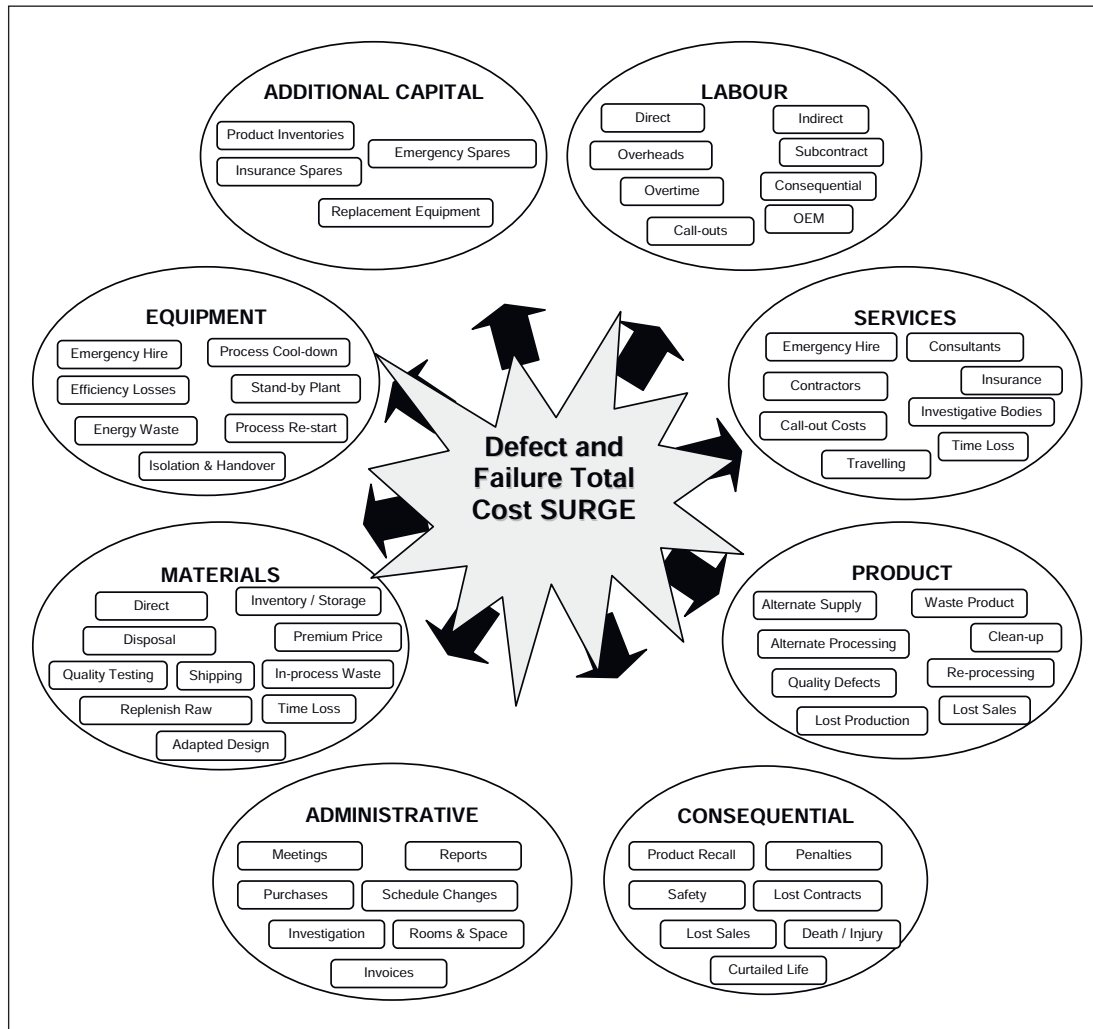 ADDITIONAL CAPITAL
Product Inventories
Emergency Spares
Insurance Spares
Replacement Equipment
LABOUR
Direct
Indirect
Overheads
Subcontract
Overtime
Consequential
OEM
Call-outs
EQUIPMENT
Emergency Hire
Process Cool-down
Efficiency Losses
Stand-by Plant
Energy Waste
Process Re-start
Isolation & Handover
SERVICES
Emergency Hire
Consultants
Contractors
Insurance
Investigative Bodies
Call-out Costs
Time Loss
Travelling
Defect and
Failure Total
Cost SURGE
MATERIALS
Direct
Inventory / Storage
Disposal
Premium Price
Quality Testing
Shipping
In-process Waste
Replenish Raw
Time Loss
Adapted Design
PRODUCT
Alternate Supply
Waste Product
Alternate Processing
Clean-up
Quality Defects
Re-processing
Lost Production
Lost Sales
ADMINISTRATIVE
Meetings
Reports
Purchases
Schedule Changes
Investigation
Rooms & Space
Invoices
CONSEQUENTIAL
Product Recall
Penalties
Safety
Lost Contracts
Lost Sales
Death / Injury
Curtailed Life